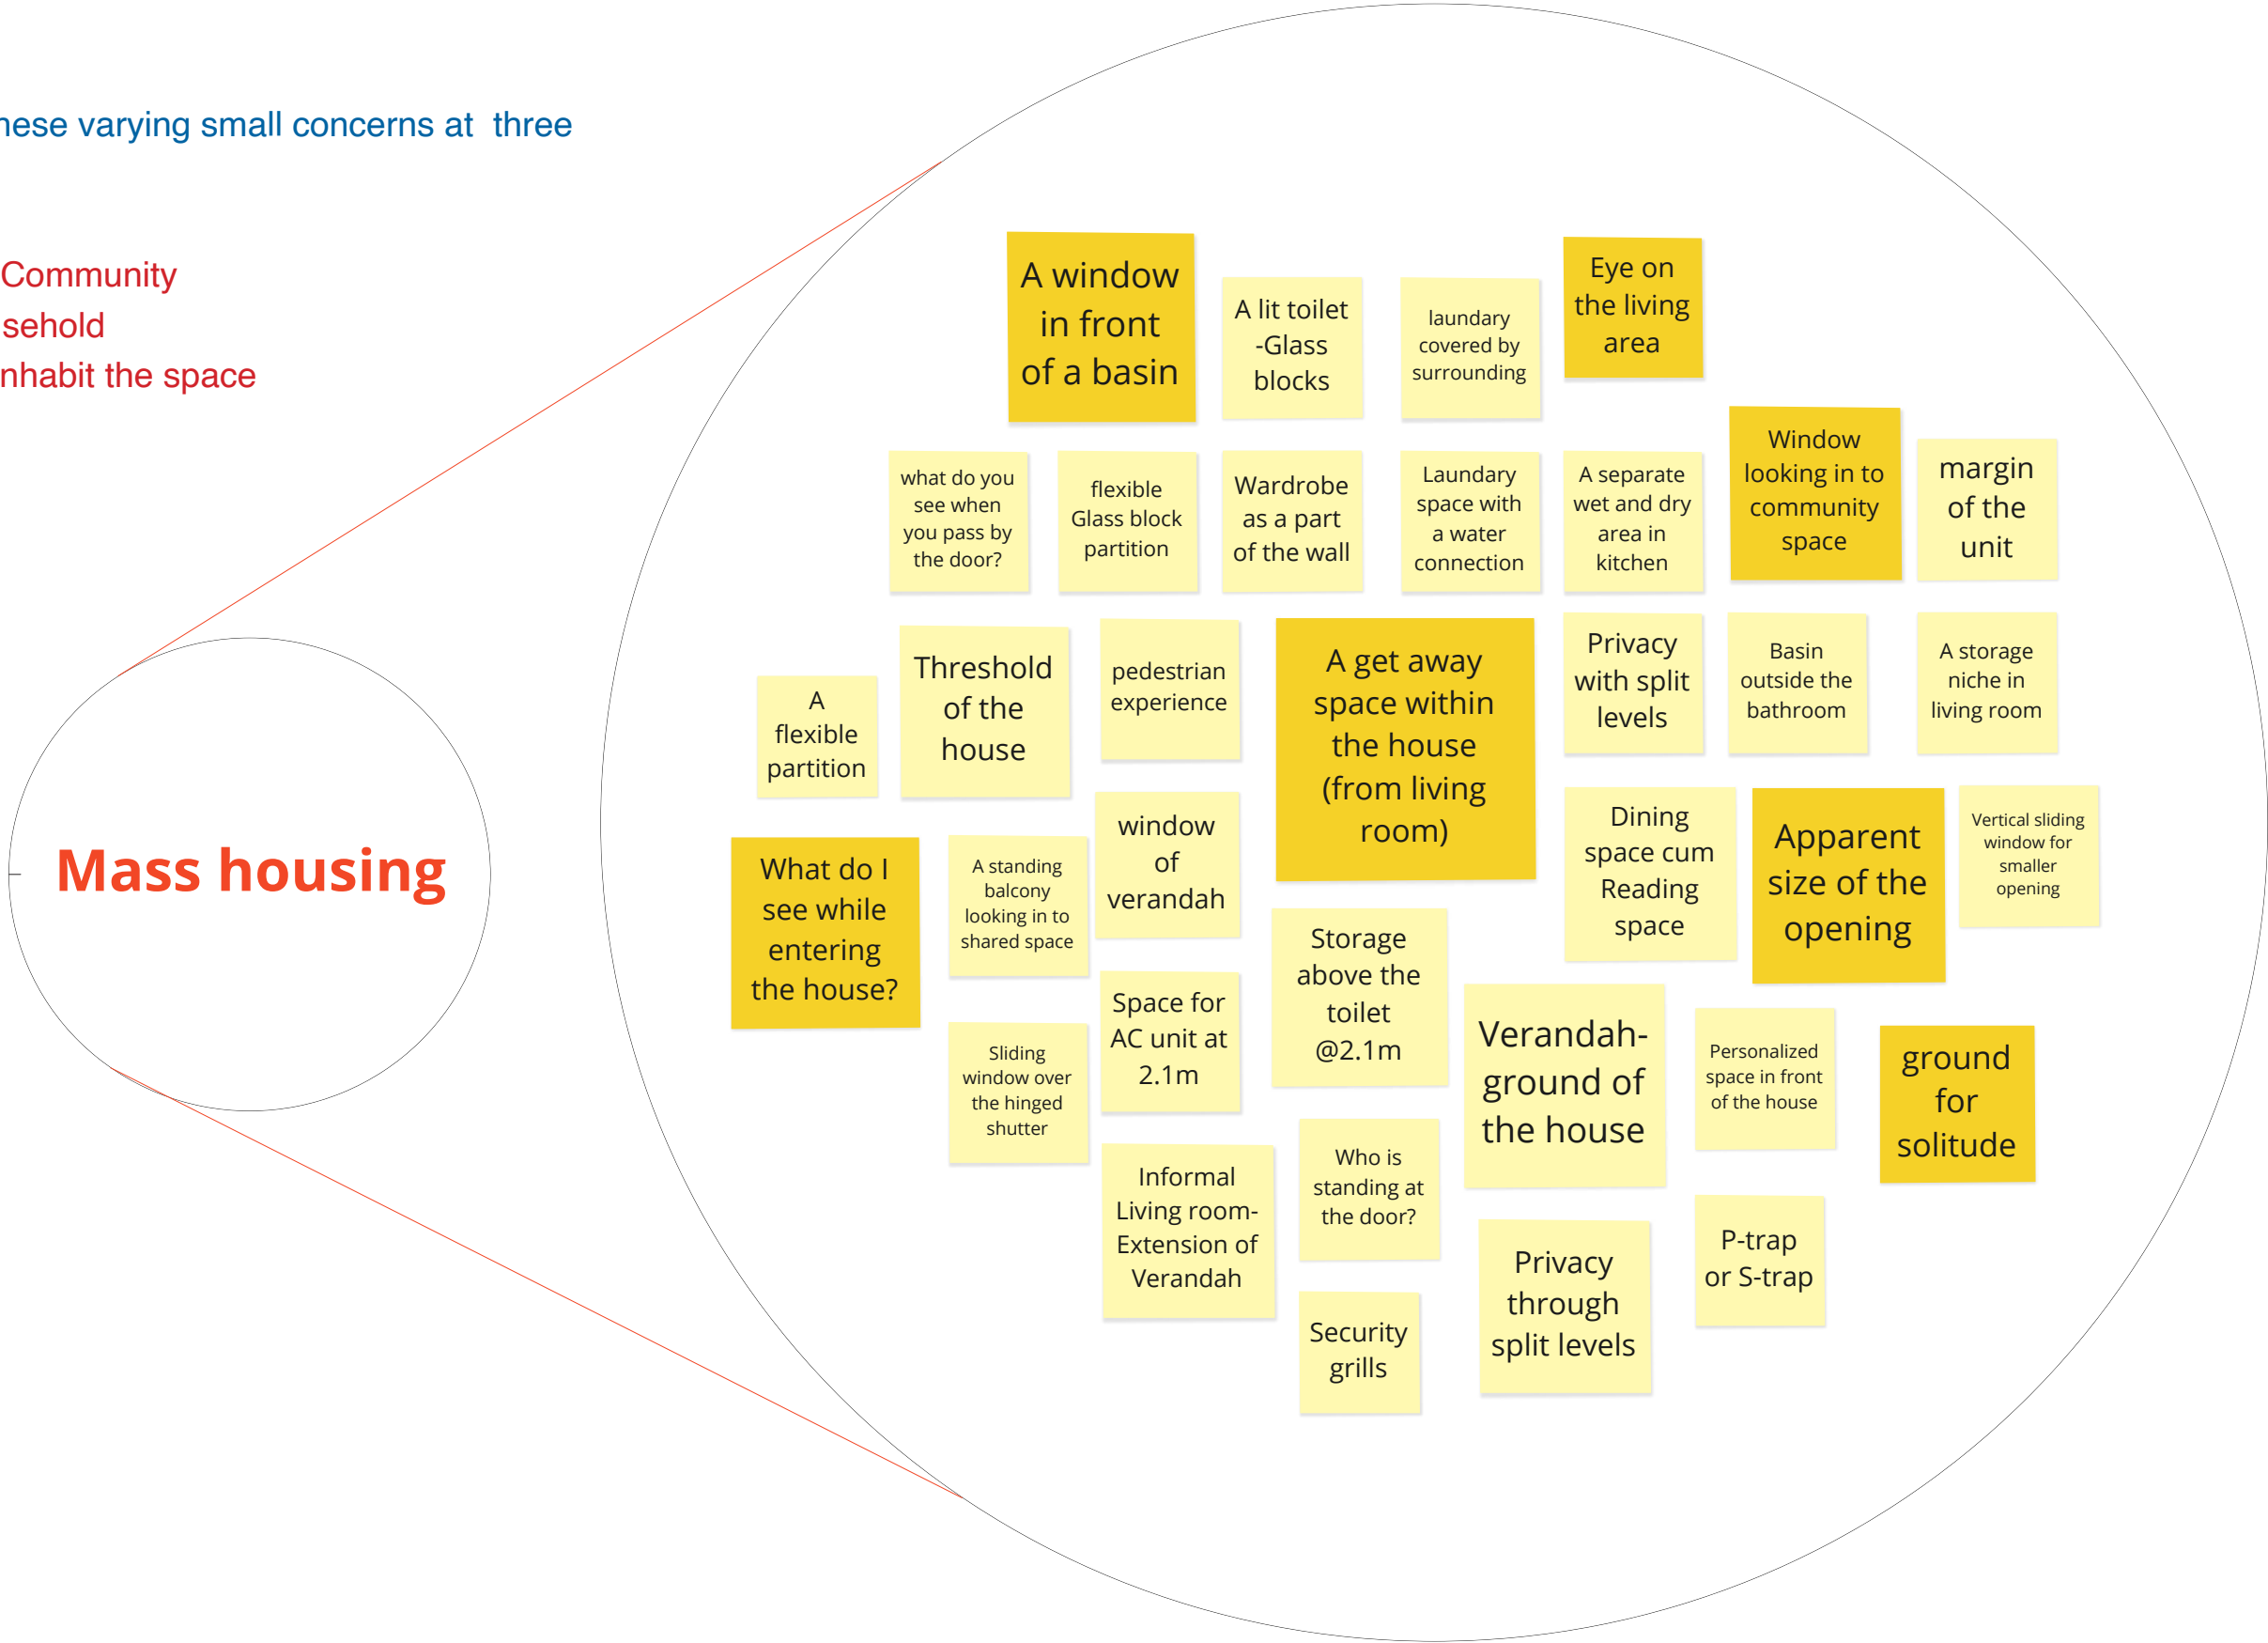 hese varying small concerns at  three
Community
sehold
nhabit the space
Mass housing
A window
in front
of a basin
A lit toilet
-Glass
blocks
laundary
covered by
surrounding
Eye on
the living
area
what do you
see when
you pass by
the door?
flexible
Glass block
partition
Wardrobe
as a part
of the wall
Laundary
space with
a water
connection
A separate
wet and dry
area in
kitchen
Window
looking in to
community
space
margin
of the
unit
A
flexible
partition
Threshold
of the
house
pedestrian
experience
A get away
space within
the house
(from living
room)
Privacy
with split
levels
Basin
outside the
bathroom
A storage
niche in
living room
What do I
see while
entering
the house?
A standing
balcony
looking in to
shared space
window
of
verandah
Dining
space cum
Reading
space
Apparent
size of the
opening
Vertical sliding
window for
smaller
opening
Sliding
window over
the hinged
shutter
Space for
AC unit at
2.1m
Storage
above the
toilet
@2.1m
Verandah-
ground of
the house
Personalized
space in front
of the house
ground
for
solitude
Informal
Living room-
Extension of
Verandah
Who is
standing at
the door?
Privacy
through
split levels
P-trap
or S-trap
Security
grills